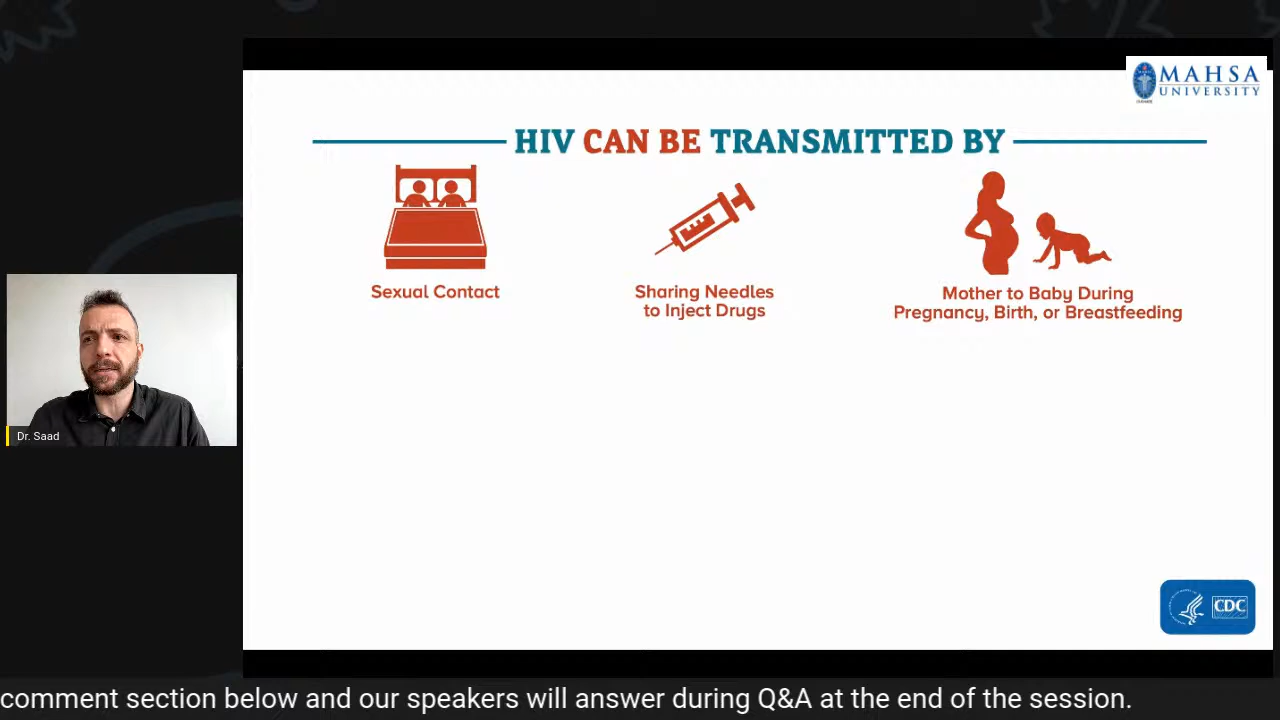 MAHSA
UNIVERSITY
HIV CAN BE TRANSMITTED BY
Sexual Contact
Sharing Needles
to Inject Drugs
Mother to Baby During
Pregnancy, Birth, or Breastfeeding
Dr. Saad
CDC
comment section below and our speakers will answer during Q&A at the end of the session.